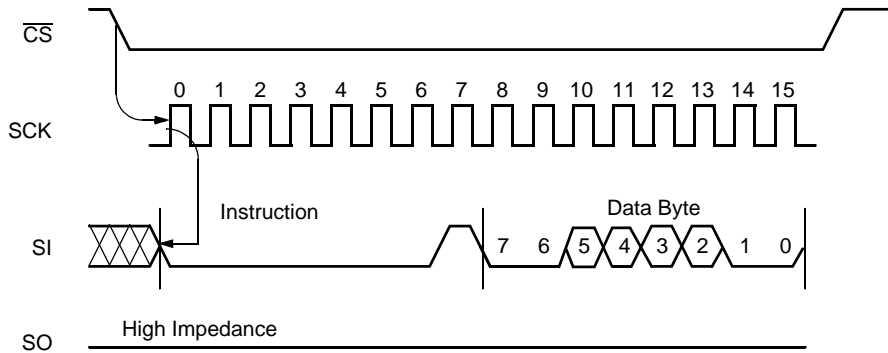 CS
0 1 2 3 4 5 6 7 8 9 10 11 12 13 14 15
SCK
Instruction
Data Byte
SI
7 6 5 4 3 2 1 0
High Impedance
SO